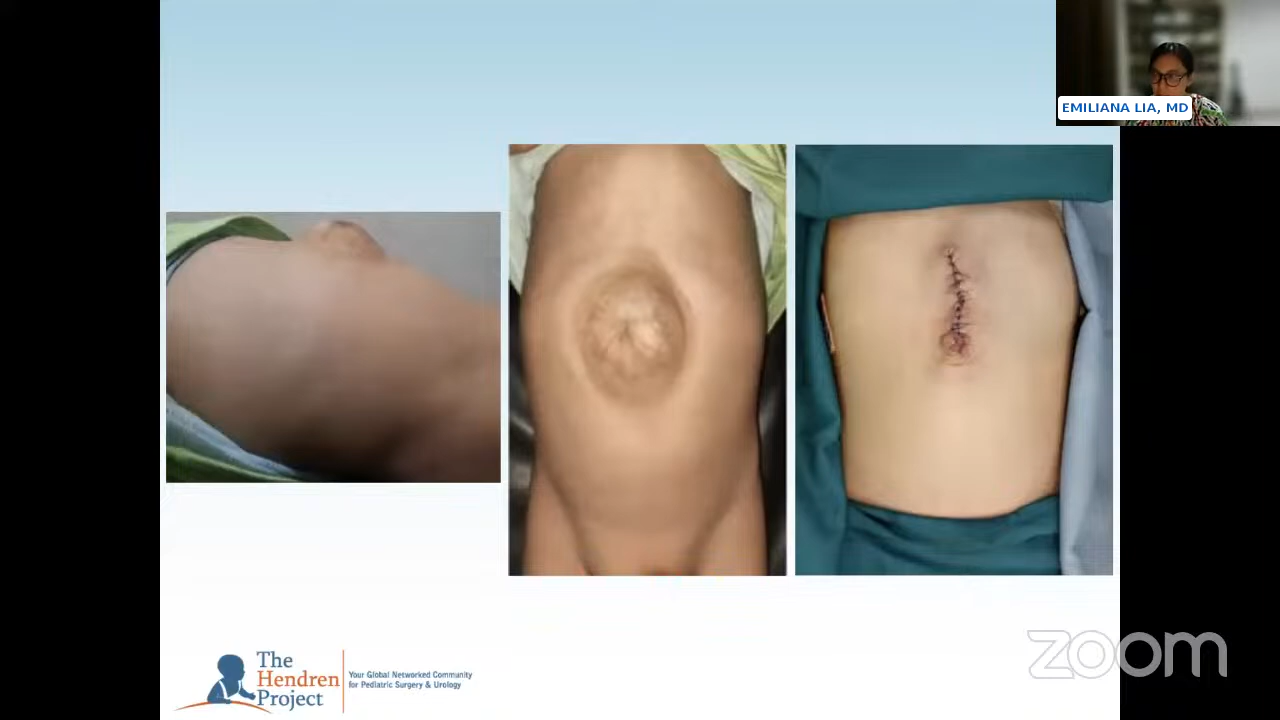 EMILIANA LIA, MD
The
Hendren
Project
Your Global Networked Community
for Pediatric Surgery & Urology
zoom